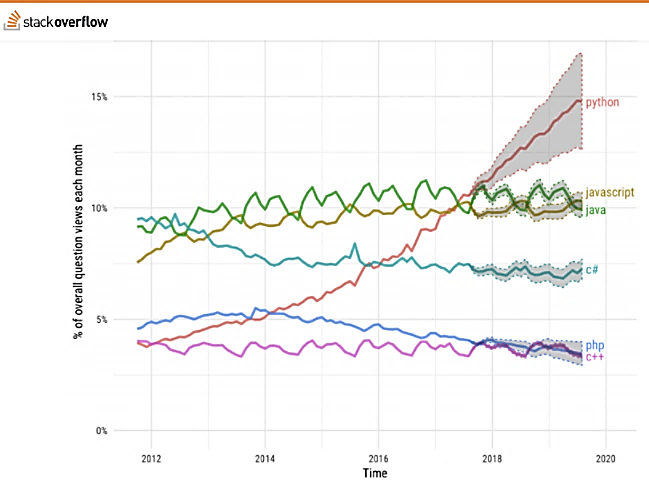 stackoverflow
% of overall question views each month
15%
10%
5%
0%
python
javascript
java
c#
php
c++
2012 2014 2016 2018 2020
Time